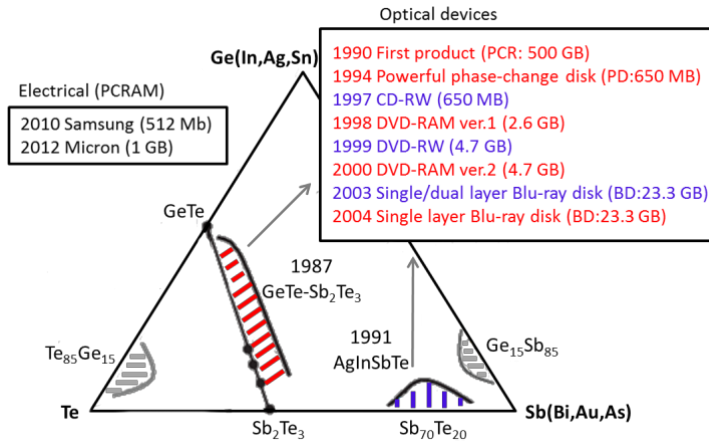 Optical devices
Ge(In,Ag,Sn)
1990 First product (PCR: 500 GB)
1994 Powerful phase-change disk (PD:650 MB)
1997 CD-RW (650 MB)
1998 DVD-RAM ver.1 (2.6 GB)
1999 DVD-RW (4.7 GB)
2000 DVD-RAM ver.2 (4.7 GB)
2003 Single/dual layer Blu-ray disk (BD:23.3 GB)
2004 Single layer Blu-ray disk (BD:23.3 GB)
Electrical (PCRAM)
2010 Samsung (512 Mb)
2012 Micron (1 GB)
GeTe
1987
GeTe-Sb₂Te₃
1991
AgInSbTe
Te₈₅Ge₁₅
Ge₁₅Sb₈₅
Te
Sb(Bi,Au,As)
Sb₂Te₃
Sb₇₀Te₂₀